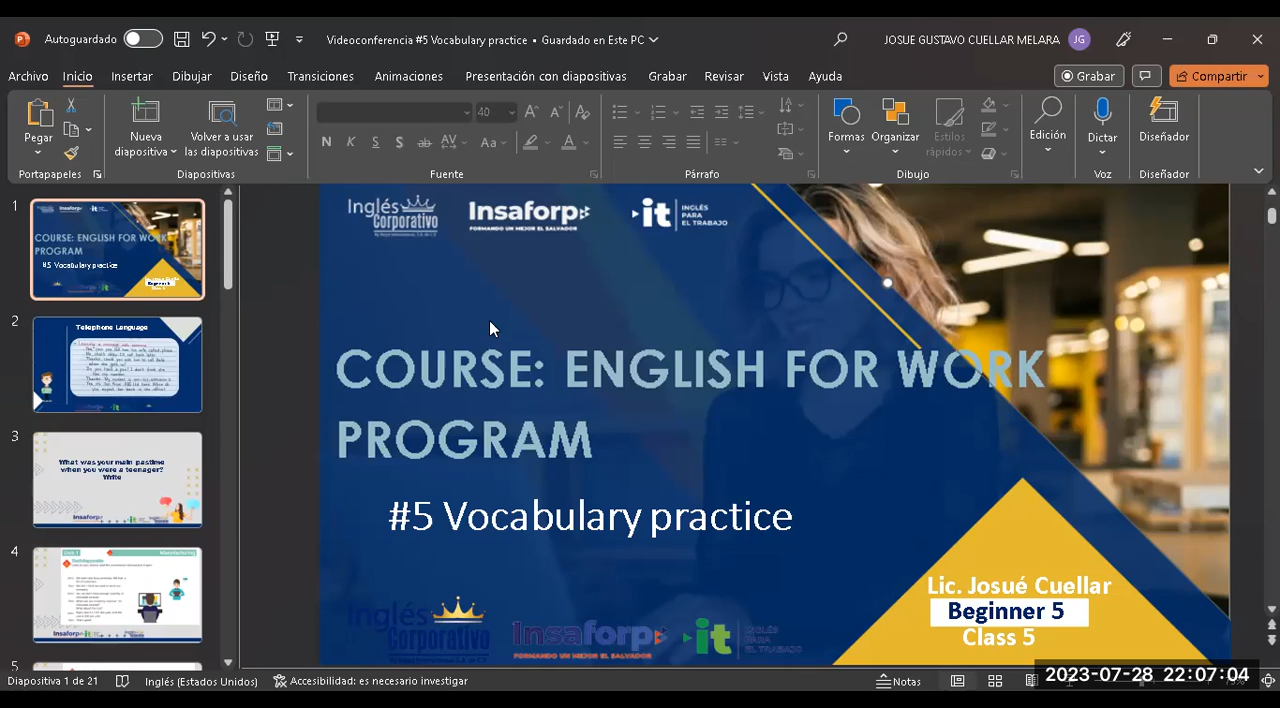 Autoguardado
Videoconferencia #5 Vocabulary practice • Guardado en Este PC
JOSUE GUSTAVO CUELLAR MELARA
JG
Archivo Inicio Insertar Dibujar Diseño Transiciones Animaciones Presentación con diapositivas Grabar Revisar Vista Ayuda
Grabar
Compartir
Pegar
Nueva diapositiva
Volver a usar las diapositivas
40
N K S S ab AV Aa A
Formas
Organizar
Estilos rápidos
Edición
Dictar
Diseñador
Portapapeles
Diapositivas
Fuente
Párrafo
Dibujo
Voz
Diseñador
1
COURSE: ENGLISH FOR WORK
PROGRAM
#5 Vocabulary practice
2
Telephone Language
3
What was your main pastime
when you were a teenager?
Write
Insaforp
4
Insaforp
5
Inglés
Corporativo
Insaforp
FORMANDO UN MEJOR EL SALVADOR
it
INGLÉS
PARA
EL TRABAJO
COURSE: ENGLISH FOR WORK
PROGRAM
#5 Vocabulary practice
Lic. Josué Cuellar
Beginner 5
Class 5
Inglés
Corporativo
Insaforp
FORMANDO UN MEJOR EL SALVADOR
it
INGLÉS
PARA
EL TRABAJO
Diapositiva 1 de 21
Inglés (Estados Unidos)
Accesibilidad: es necesario investigar
Notas
2023-07-28 22:07:04